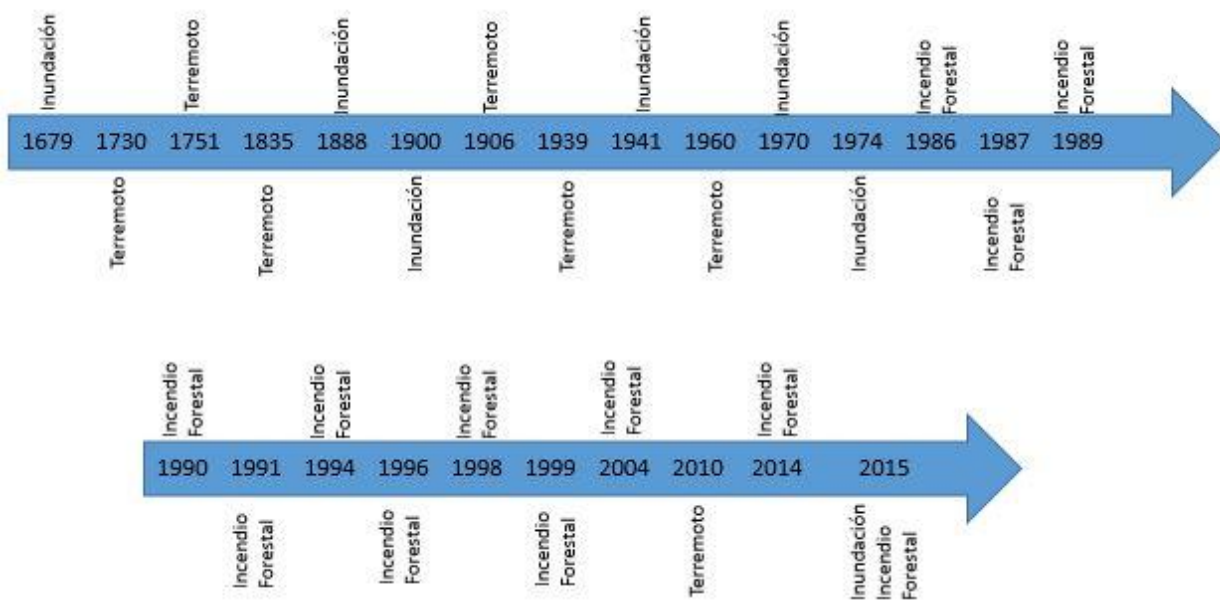 Inundación
Terremoto
Inundación
Terremoto
Inundación
Inundación
Incendio
Forestal
Incendio
Forestal
1679 1730 1751 1835 1888 1900 1906 1939 1941 1960 1970 1974 1986 1987 1989
Terremoto
Terremoto
Inundación
Terremoto
Terremoto
Inundación
Incendio
Forestal
Incendio
Forestal
Incendio
Forestal
Incendio
Forestal
Incendio
Forestal
Incendio
Forestal
1990 1991 1994 1996 1998 1999 2004 2010 2014 2015
Incendio
Forestal
Incendio
Forestal
Incendio
Forestal
Terremoto
Inundación
Incendio
Forestal